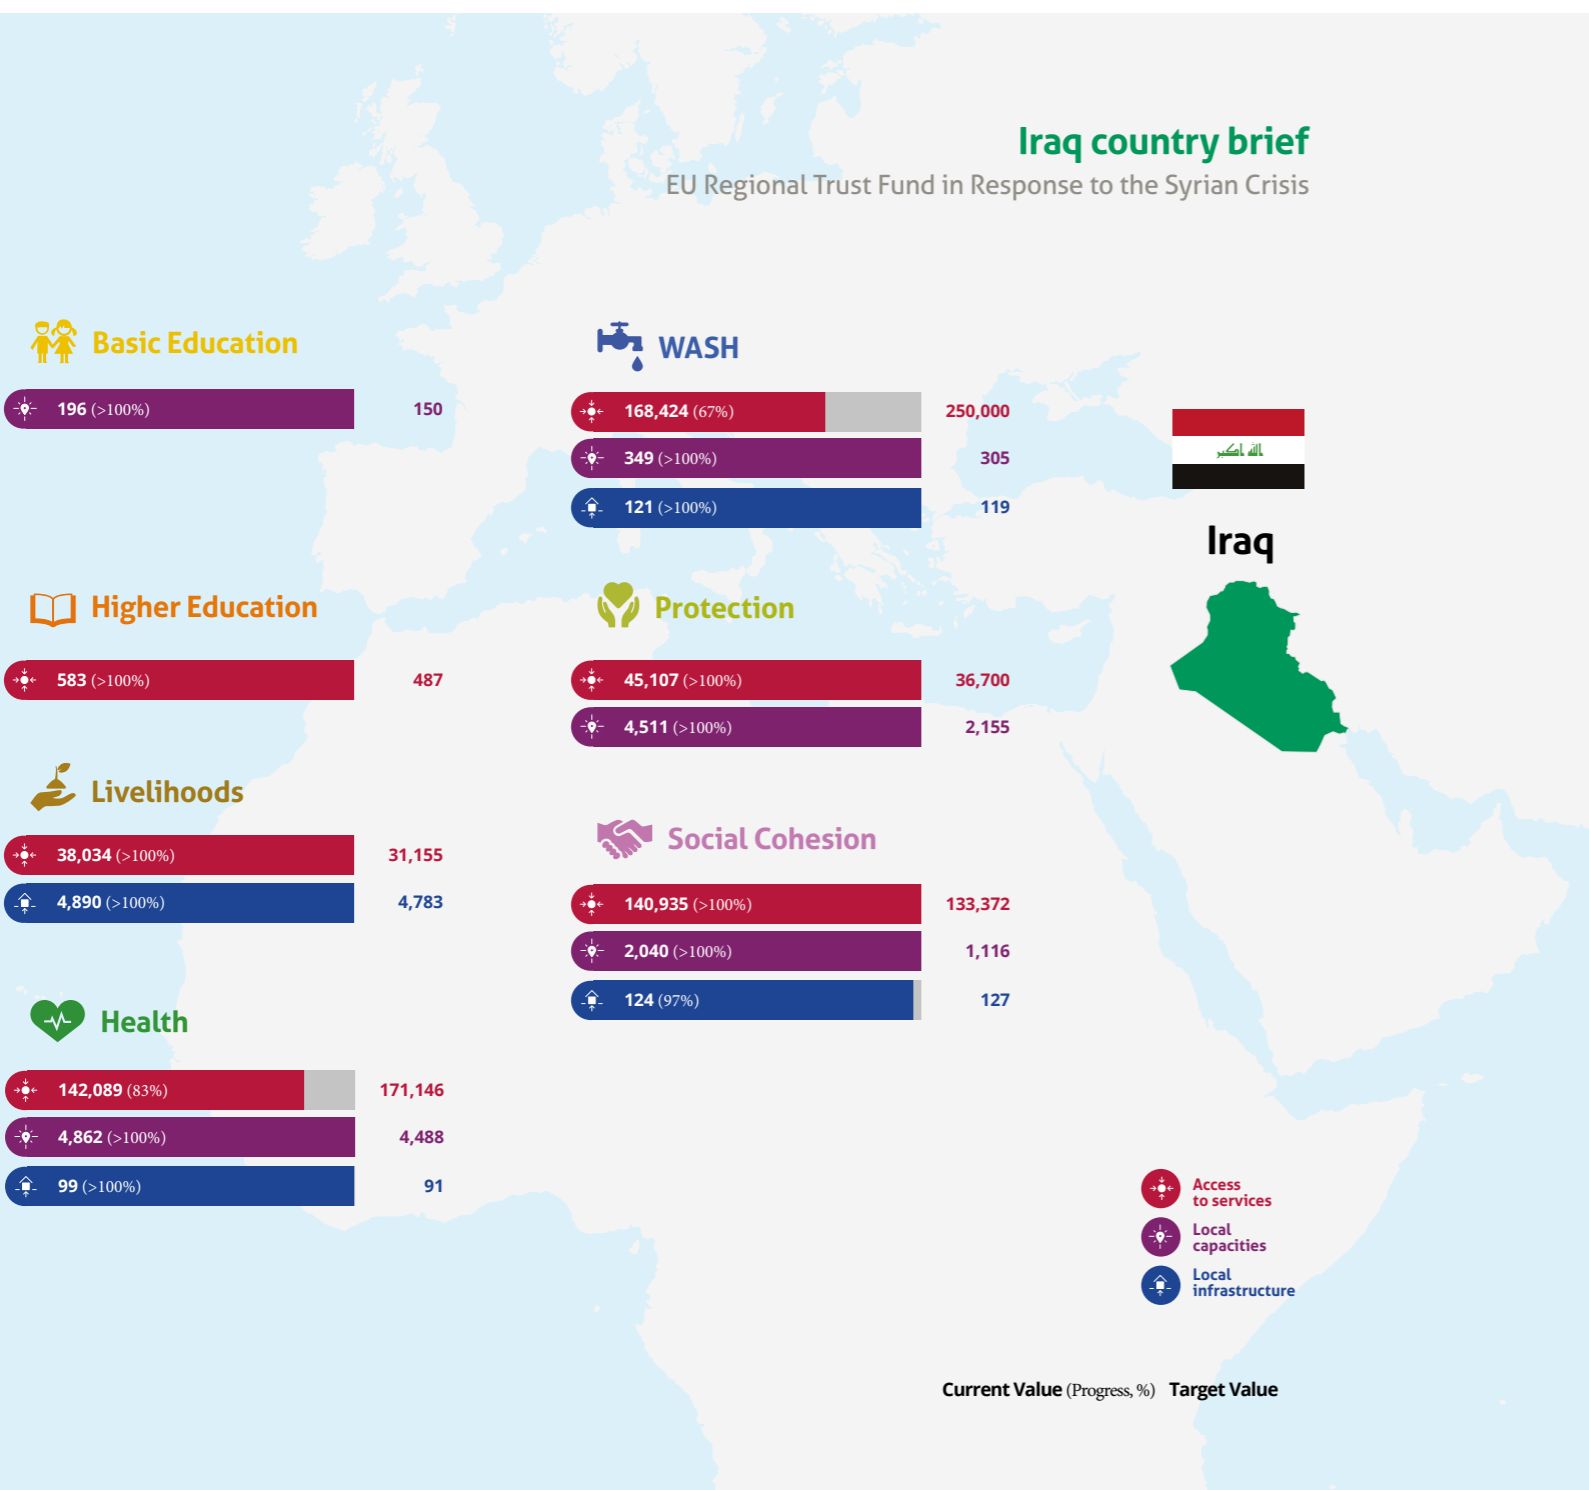 Iraq country brief
EU Regional Trust Fund in Response to the Syrian Crisis
Basic Education
196 (>100%) 150
Higher Education
583 (>100%) 487
Livelihoods
38,034 (>100%) 31,155
4,890 (>100%) 4,783
Health
142,089 (83%) 171,146
4,862 (>100%) 4,488
99 (>100%) 91
WASH
168,424 (67%) 250,000
349 (>100%) 305
121 (>100%) 119
Protection
45,107 (>100%) 36,700
4,511 (>100%) 2,155
Social Cohesion
140,935 (>100%) 133,372
2,040 (>100%) 1,116
124 (97%) 127
الله اكبر
Iraq
Access
to services
Local
capacities
Local
infrastructure
Current Value (Progress, %) Target Value